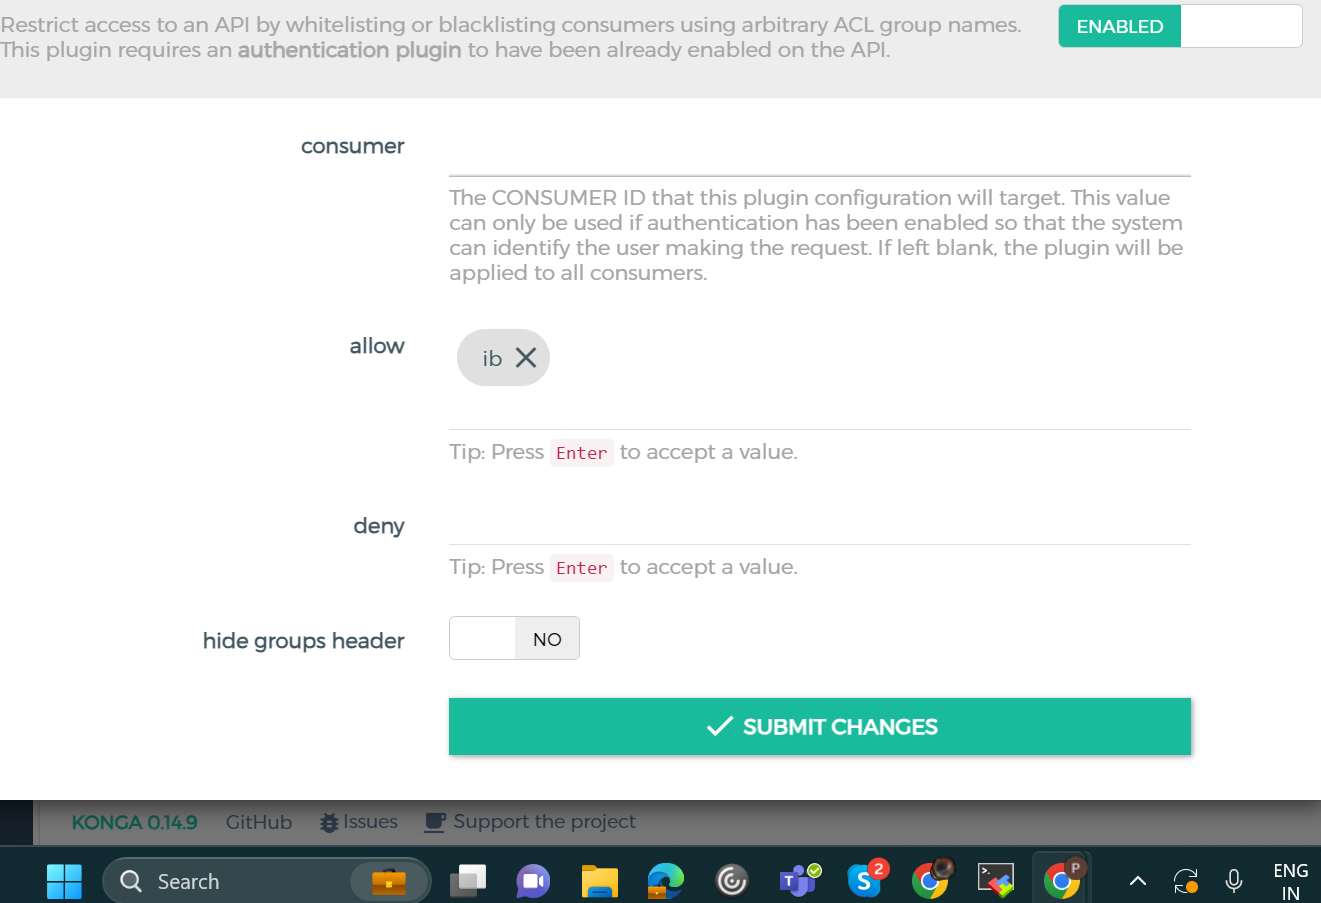 Restrict access to an API by whitelisting or blacklisting consumers using arbitrary ACL group names.
This plugin requires an authentication plugin to have been already enabled on the API.
ENABLED
consumer
The CONSUMER ID that this plugin configuration will target. This value
can only be used if authentication has been enabled so that the system
can identify the user making the request. If left blank, the plugin will be
applied to all consumers.
allow
ib
Tip: Press Enter to accept a value.
deny
Tip: Press Enter to accept a value.
hide groups header
NO
SUBMIT CHANGES
KONGA 0.14.9 GitHub Issues Support the project
Search
T
S
2
P
ENG
IN